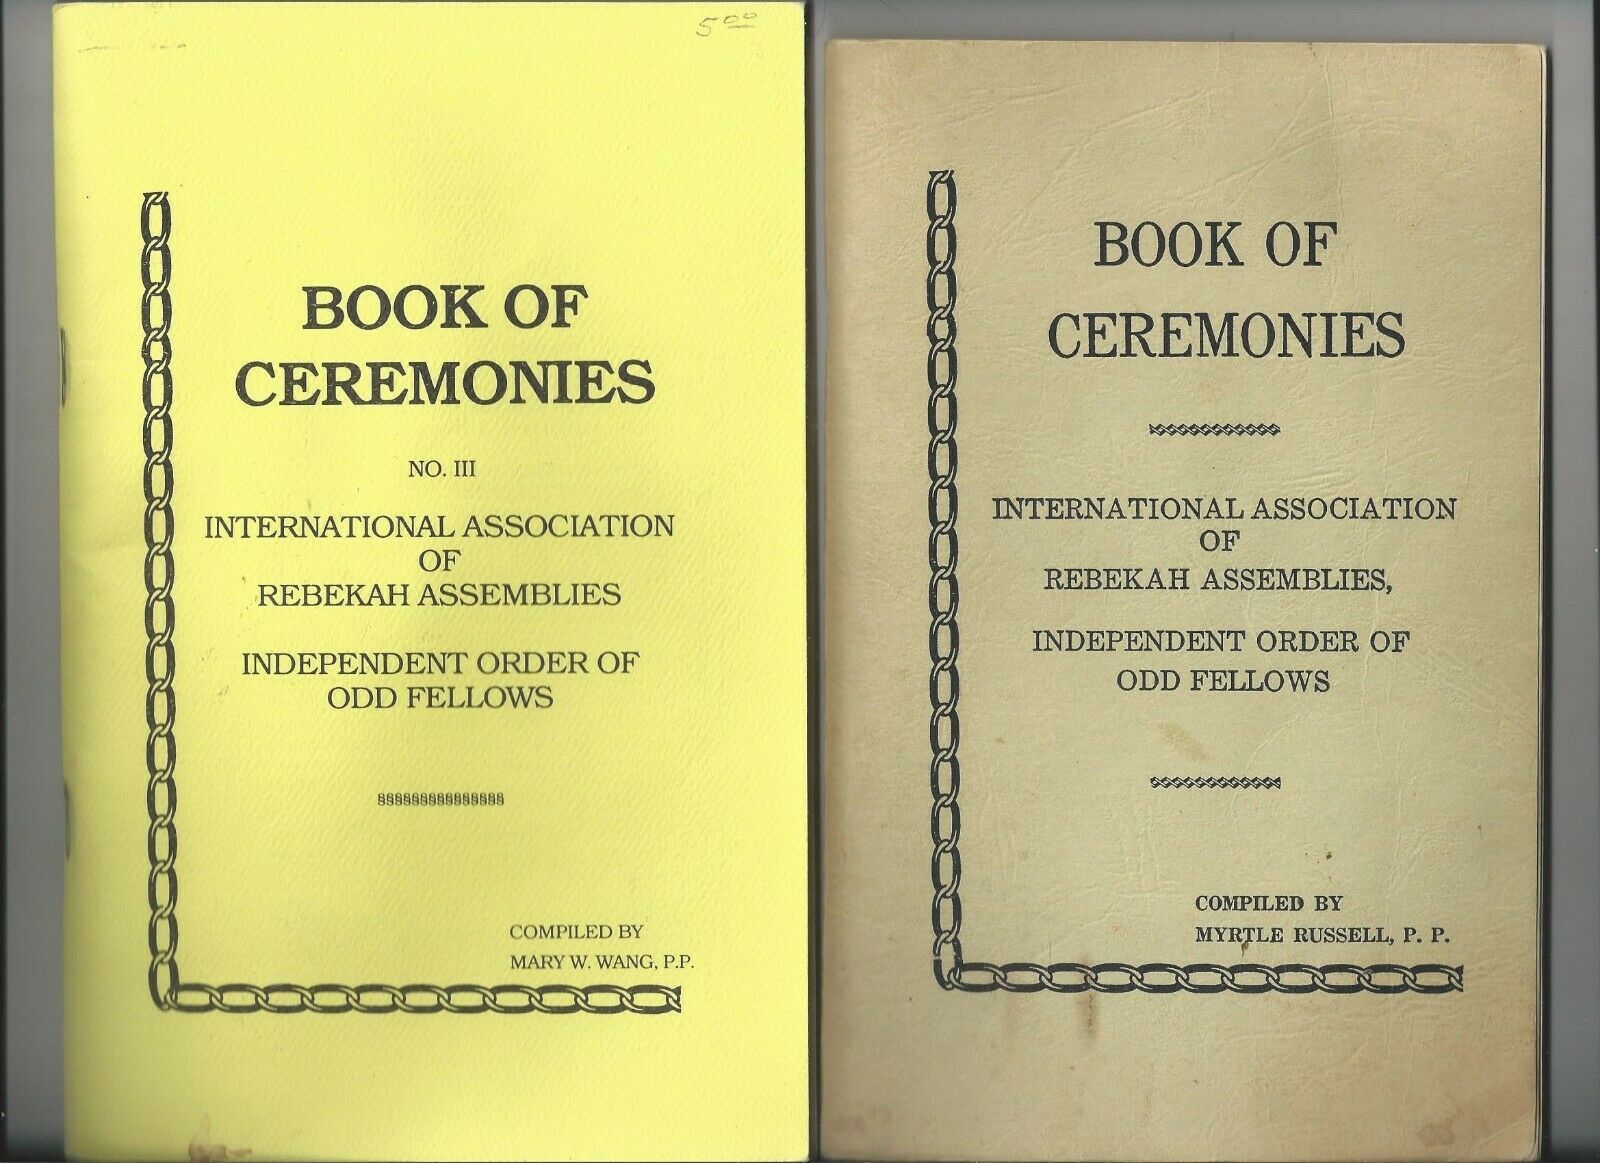 5 00
BOOK OF
CEREMONIES
NO. III
INTERNATIONAL ASSOCIATION
OF
REBEKAH ASSEMBLIES
INDEPENDENT ORDER OF
ODD FELLOWS
§§§§§§§§§§§§§§§
COMPILED BY
MARY W. WANG, P.P.
BOOK OF
CEREMONIES
INTERNATIONAL ASSOCIATION
OF
REBEKAH ASSEMBLIES,
INDEPENDENT ORDER OF
ODD FELLOWS
COMPILED BY
MYRTLE RUSSELL, P. P.